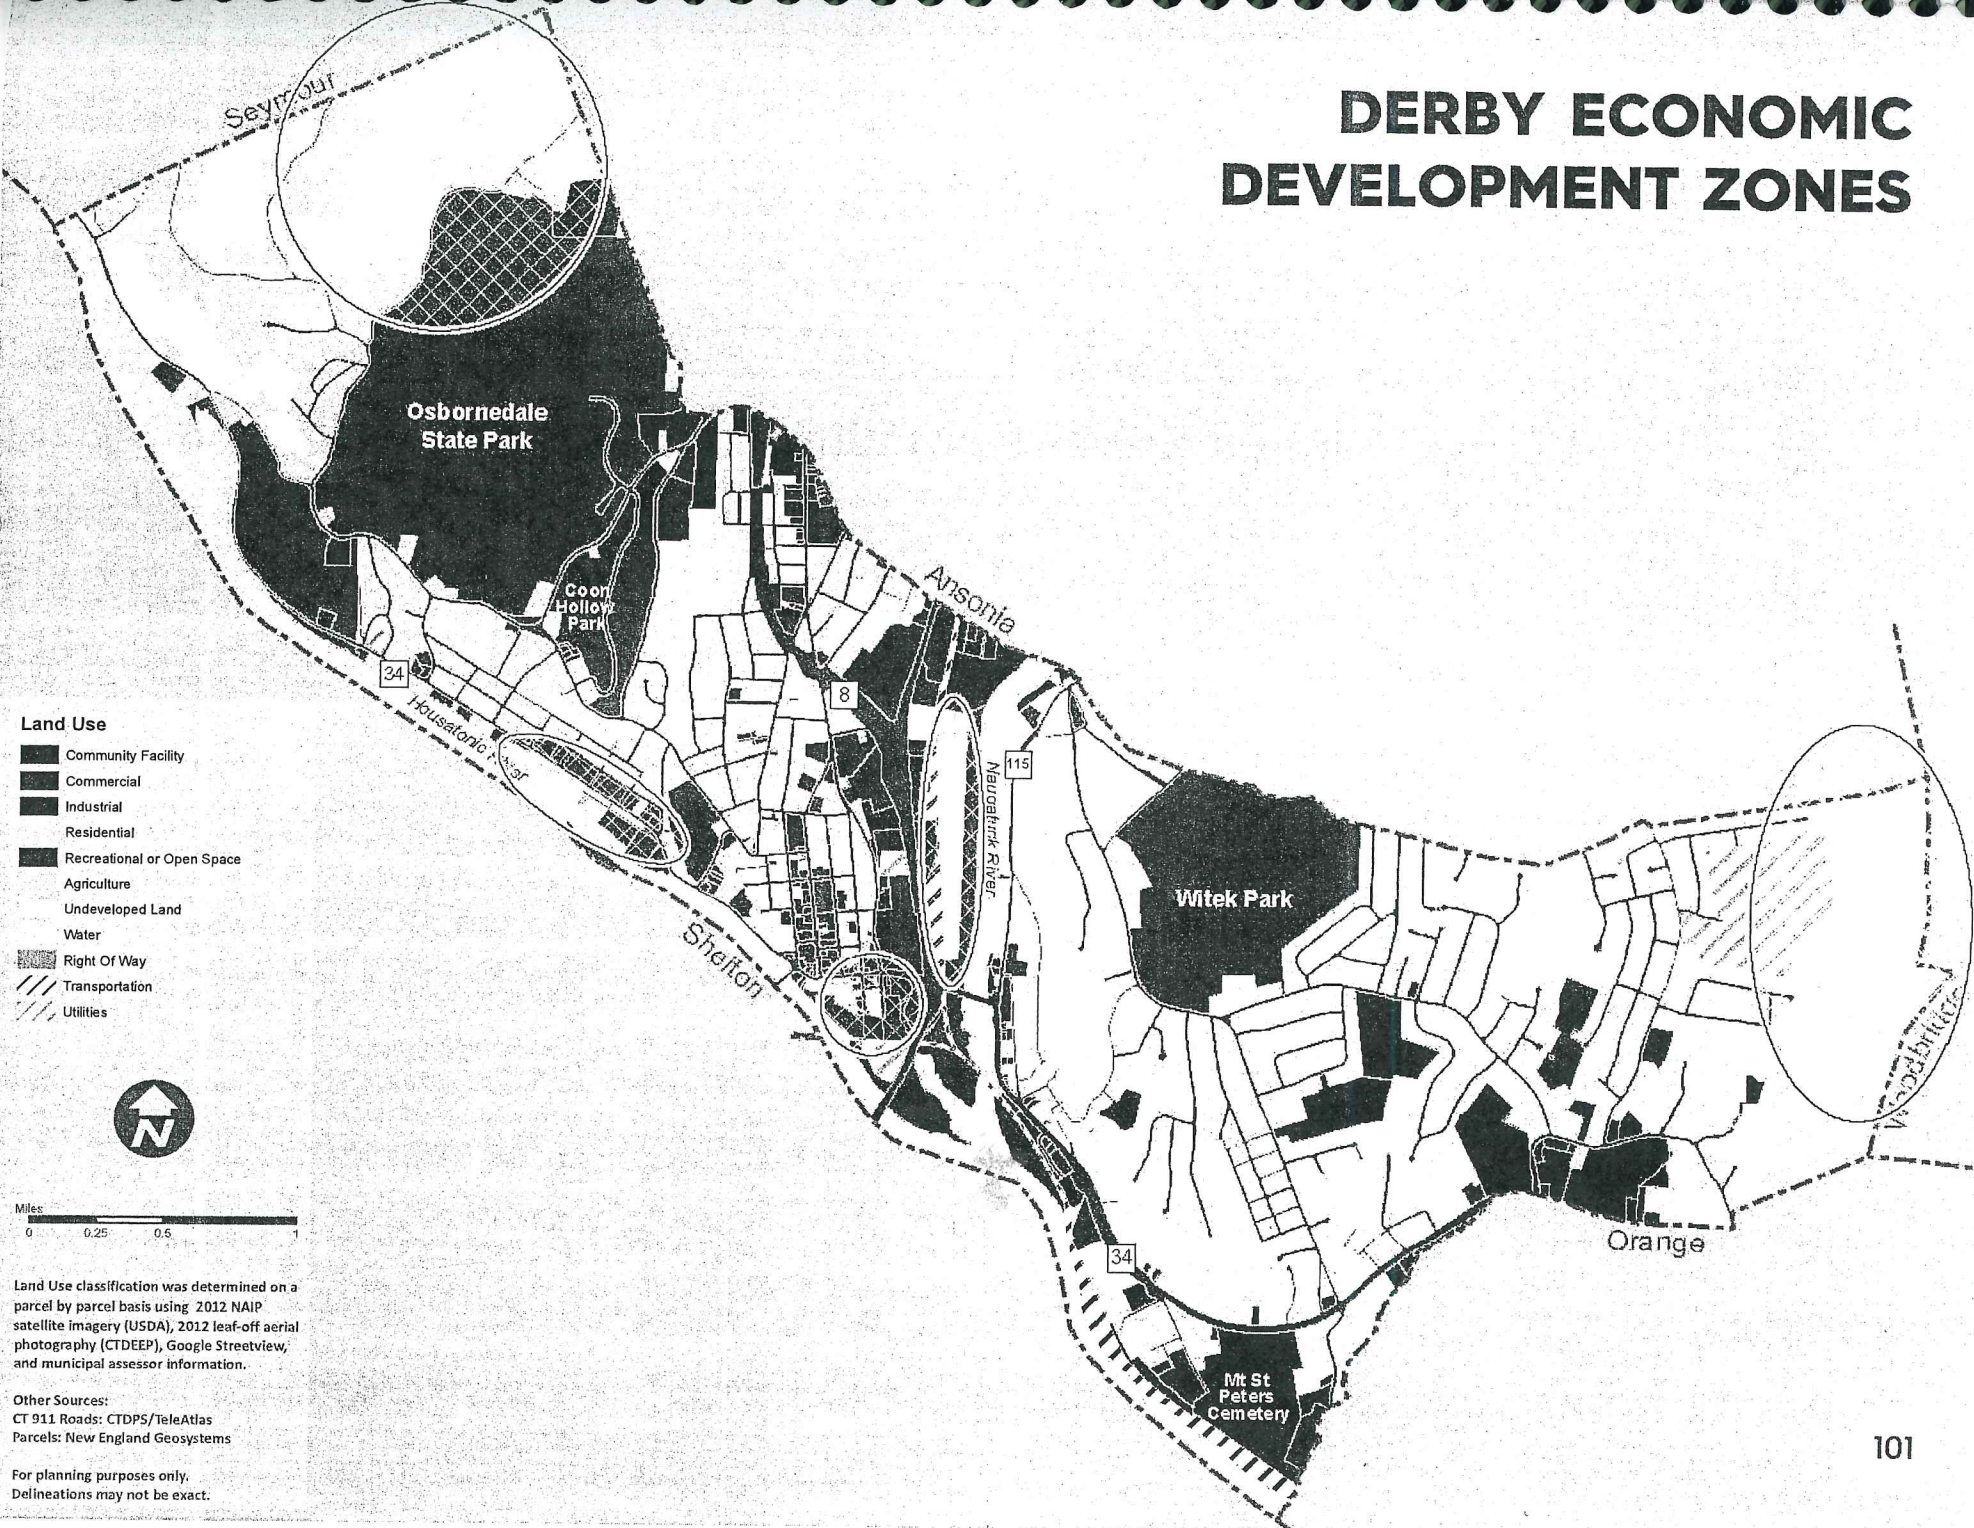 DERBY ECONOMIC
DEVELOPMENT ZONES
Seymour
Osbornedale
State Park
Coon
Hollow
Park
Ansonia
34
8
Housatonic
115
Naugatuck River
Witek Park
Shelton
Woodbridge
34
Orange
Mt St
Peters
Cemetery
Land Use
Community Facility
Commercial
Industrial
Residential
Recreational or Open Space
Agriculture
Undeveloped Land
Water
Right Of Way
Transportation
Utilities
N
Miles
0 0.25 0.5 1
Land Use classification was determined on a
parcel by parcel basis using 2012 NAIP
satellite imagery (USDA), 2012 leaf-off aerial
photography (CTDEEP), Google Streetview,
and municipal assessor information.
Other Sources:
CT 911 Roads: CTDPS/TeleAtlas
Parcels: New England Geosystems
For planning purposes only.
Delineations may not be exact.
101